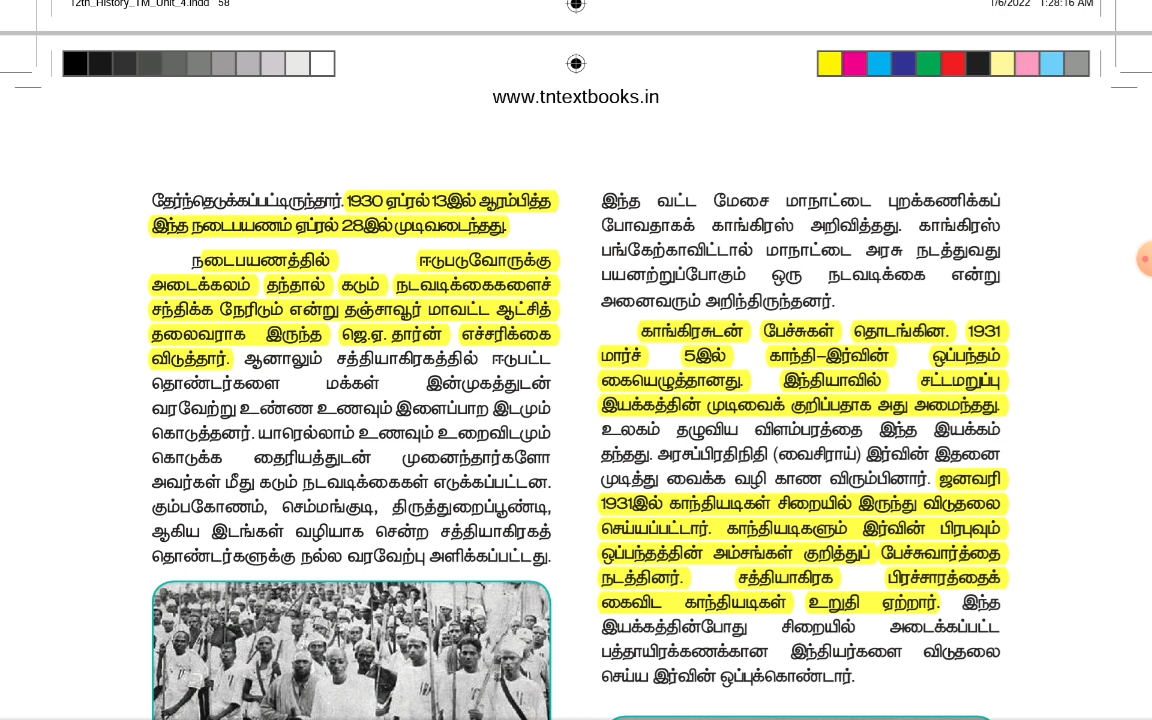 12th_History_TM_Unit_4.indd 58
1/6/2022 1:28:16 AM
www.tntextbooks.in
தேர்ந்தெடுக்கப்பட்டிருந்தார். 1930 ஏப்ரல் 13இல் ஆரம்பித்த
இந்த நடைபயணம் ஏப்ரல் 28இல் முடிவடைந்தது.
நடைபயணத்தில் ஈடுபடுவோருக்கு
அடைக்கலம் தந்தால் கடும் நடவடிக்கைகளைச்
சந்திக்க நேரிடும் என்று தஞ்சாவூர் மாவட்ட ஆட்சித்
தலைவராக இருந்த ஜெ.ஏ. தார்ன் எச்சரிக்கை
விடுத்தார். ஆனாலும் சத்தியாகிரகத்தில் ஈடுபட்ட
தொண்டர்களை மக்கள் இன்முகத்துடன்
வரவேற்று உண்ண உணவும் இளைப்பாற இடமும்
கொடுத்தனர். யாரெல்லாம் உணவும் உறைவிடமும்
கொடுக்க தைரியத்துடன் முனைந்தார்களோ
அவர்கள் மீது கடும் நடவடிக்கைகள் எடுக்கப்பட்டன.
கும்பகோணம், செம்மங்குடி, திருத்துறைப்பூண்டி,
ஆகிய இடங்கள் வழியாக சென்ற சத்தியாகிரகத்
தொண்டர்களுக்கு நல்ல வரவேற்பு அளிக்கப்பட்டது.
இந்த வட்ட மேசை மாநாட்டை புறக்கணிக்கப்
போவதாகக் காங்கிரஸ் அறிவித்தது. காங்கிரஸ்
பங்கேற்காவிட்டால் மாநாட்டை அரசு நடத்துவது
பயனற்றுப்போகும் ஒரு நடவடிக்கை என்று
அனைவரும் அறிந்திருந்தனர்.
காங்கிரசுடன் பேச்சுகள் தொடங்கின. 1931
மார்ச் 5இல் காந்தி–இர்வின் ஒப்பந்தம்
கையெழுத்தானது. இந்தியாவில் சட்டமறுப்பு
இயக்கத்தின் முடிவைக் குறிப்பதாக அது அமைந்தது.
உலகம் தழுவிய விளம்பரத்தை இந்த இயக்கம்
தந்தது. அரசப்பிரதிநிதி (வைசிராய்) இர்வின் இதனை
முடித்து வைக்க வழி காண விரும்பினார். ஜனவரி
1931இல் காந்தியடிகள் சிறையில் இருந்து விடுதலை
செய்யப்பட்டார். காந்தியடிகளும் இர்வின் பிரபுவும்
ஒப்பந்தத்தின் அம்சங்கள் குறித்துப் பேச்சுவார்த்தை
நடத்தினர். சத்தியாகிரக பிரச்சாரத்தைக்
கைவிட காந்தியடிகள் உறுதி ஏற்றார். இந்த
இயக்கத்தின்போது சிறையில் அடைக்கப்பட்ட
பத்தாயிரக்கணக்கான இந்தியர்களை விடுதலை
செய்ய இர்வின் ஒப்புக்கொண்டார்.